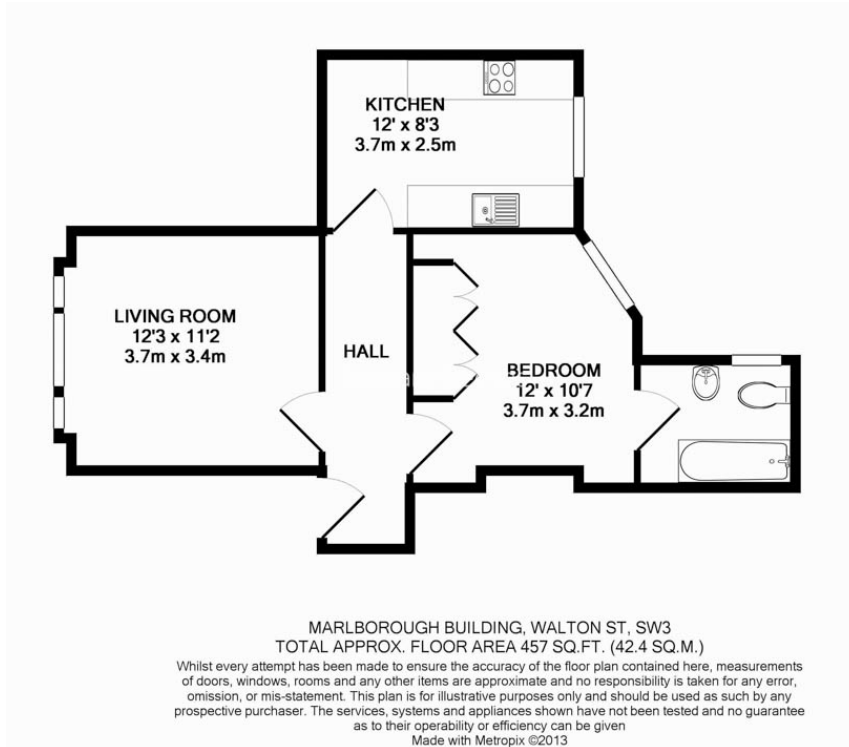 KITCHEN
12' x 8'3
3.7m x 2.5m
LIVING ROOM
12'3 x 11'2
3.7m x 3.4m
HALL
BEDROOM
12' x 10'7
3.7m x 3.2m
MARLBOROUGH BUILDING, WALTON ST, SW3
TOTAL APPROX. FLOOR AREA 457 SQ.FT. (42.4 SQ.M.)
Whilst every attempt has been made to ensure the accuracy of the floor plan contained here, measurements
of doors, windows, rooms and any other items are approximate and no responsibility is taken for any error,
omission, or mis-statement. This plan is for illustrative purposes only and should be used as such by any
prospective purchaser. The services, systems and appliances shown have not been tested and no guarantee
as to their operability or efficiency can be given
Made with Metropix ©2013